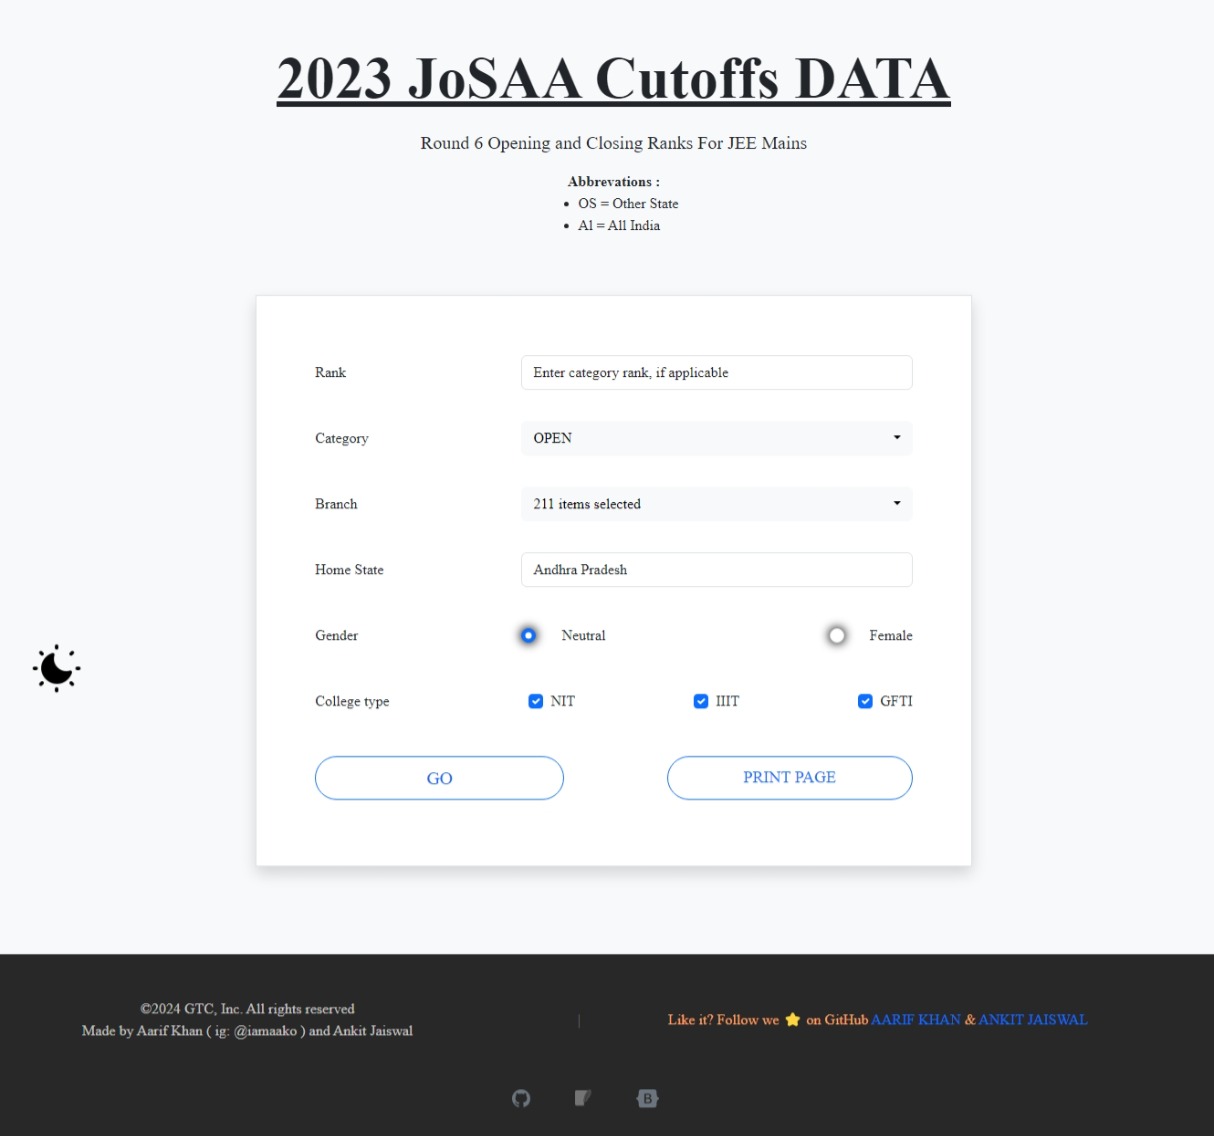 2023 JoSAA Cutoffs DATA
Round 6 Opening and Closing Ranks For JEE Mains
Abbrevations :
• OS = Other State
• AI = All India
Rank
Enter category rank, if applicable
Category
OPEN
Branch
211 items selected
Home State
Andhra Pradesh
Gender
Neutral
Female
College type
NIT
IIIT
GFTI
GO
PRINT PAGE
©2024 GTC, Inc. All rights reserved
Made by Aarif Khan ( ig: @iamaako ) and Ankit Jaiswal
|
Like it? Follow we ⭐ on GitHub AARIF KHAN & ANKIT JAISWAL
B